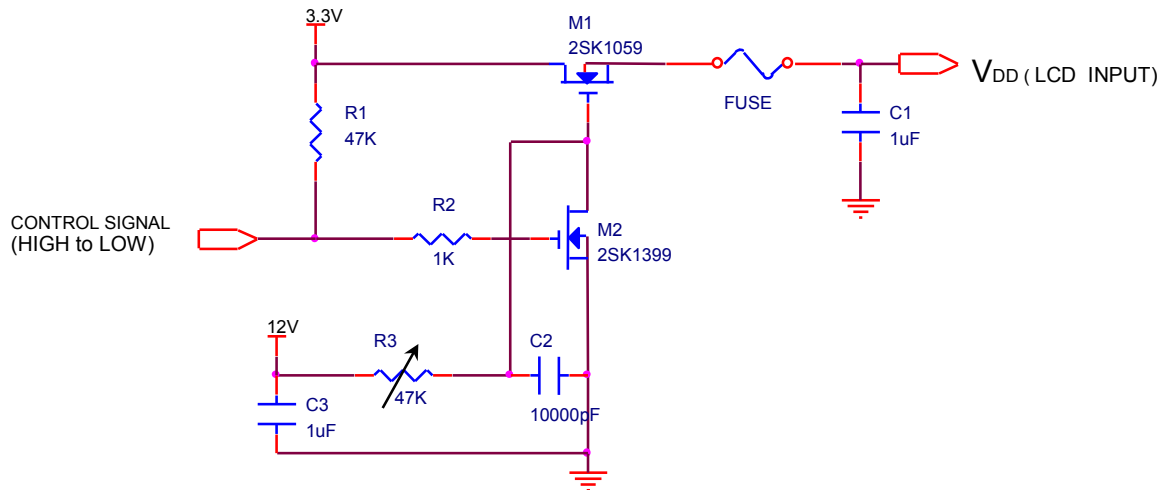 3.3V
M1
2SK1059
R1
47K
FUSE
VDD ( LCD INPUT)
C1
1uF
CONTROL SIGNAL
(HIGH to LOW)
R2
1K
M2
2SK1399
12V
R3
47K
C2
10000pF
C3
1uF